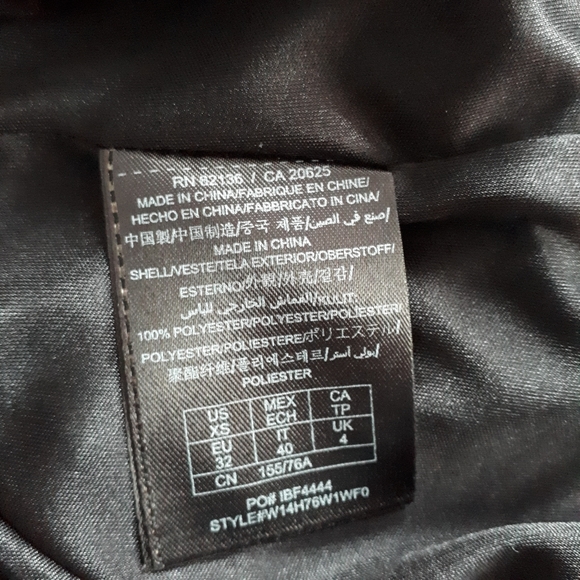 RN 62136 / CA 20625
MADE IN CHINA/FABRIQUE EN CHINE/
HECHO EN CHINA/FABBRICATO IN CINA/
中国製/中国制造/중국 제품/صنع في الصين/
MADE IN CHINA
SHELL/VESTE/TELA EXTERIOR/OBERSTOFF/
ESTERNO/外観/外壳/겉감/
القماش الخارجي للباس/KULIT:
100% POLYESTER/POLYESTER/POLIESTER/
POLYESTER/POLIESTERE/ポリエステル/
聚酯纤维/폴리에스테르/بولي أستر/
POLIESTER
US XS MEX ECH CA TP
EU 32 IT 40 UK 4
CN 155/76A
PO# IBF4444
STYLE#W14H76W1WF0